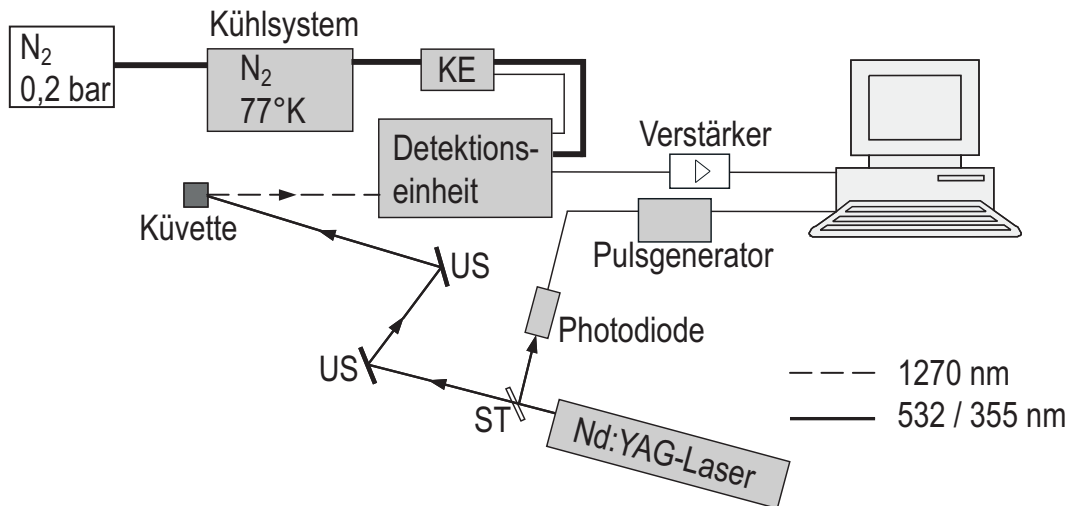 Kühlsystem
N₂
0,2 bar
N₂
77°K
KE
Detektions-
einheit
Verstärker
Küvette
Pulsgenerator
US
Photodiode
US
ST
Nd:YAG-Laser
1270 nm
532 / 355 nm